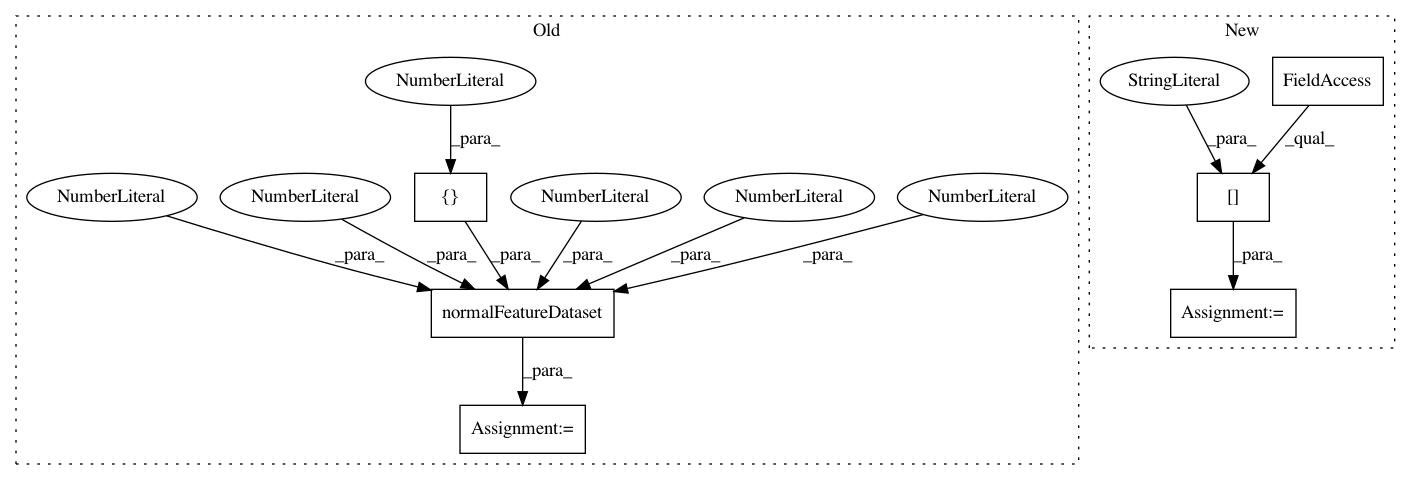 Old
New
NumberLiteral
StringLiteral
FieldAccess
_para_
_para_
_qual_
NumberLiteral
NumberLiteral
{}
NumberLiteral
NumberLiteral
NumberLiteral
[]
_para_
_para_
_para_
_para_
_para_
_para_
_para_
normalFeatureDataset
Assignment:=
_para_
Assignment:=